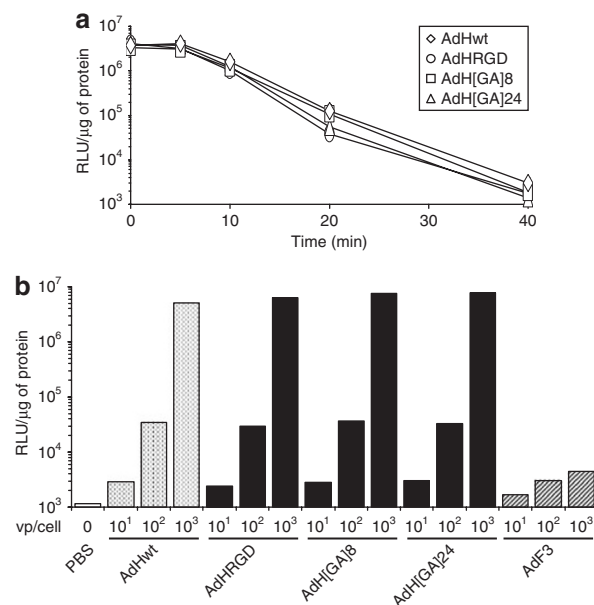 a
RLU/μg of protein
10⁷
10⁶
10⁵
10⁴
10³
0 10 20 30 40
Time (min)
AdHwt
AdHRGD
AdH[GA]8
AdH[GA]24
b
RLU/μg of protein
10⁷
10⁶
10⁵
10⁴
10³
vp/cell 0 10¹ 10² 10³ 10¹ 10² 10³ 10¹ 10² 10³ 10¹ 10² 10³ 10¹ 10² 10³
PBS AdHwt AdHRGD AdH[GA]8 AdH[GA]24 AdF3